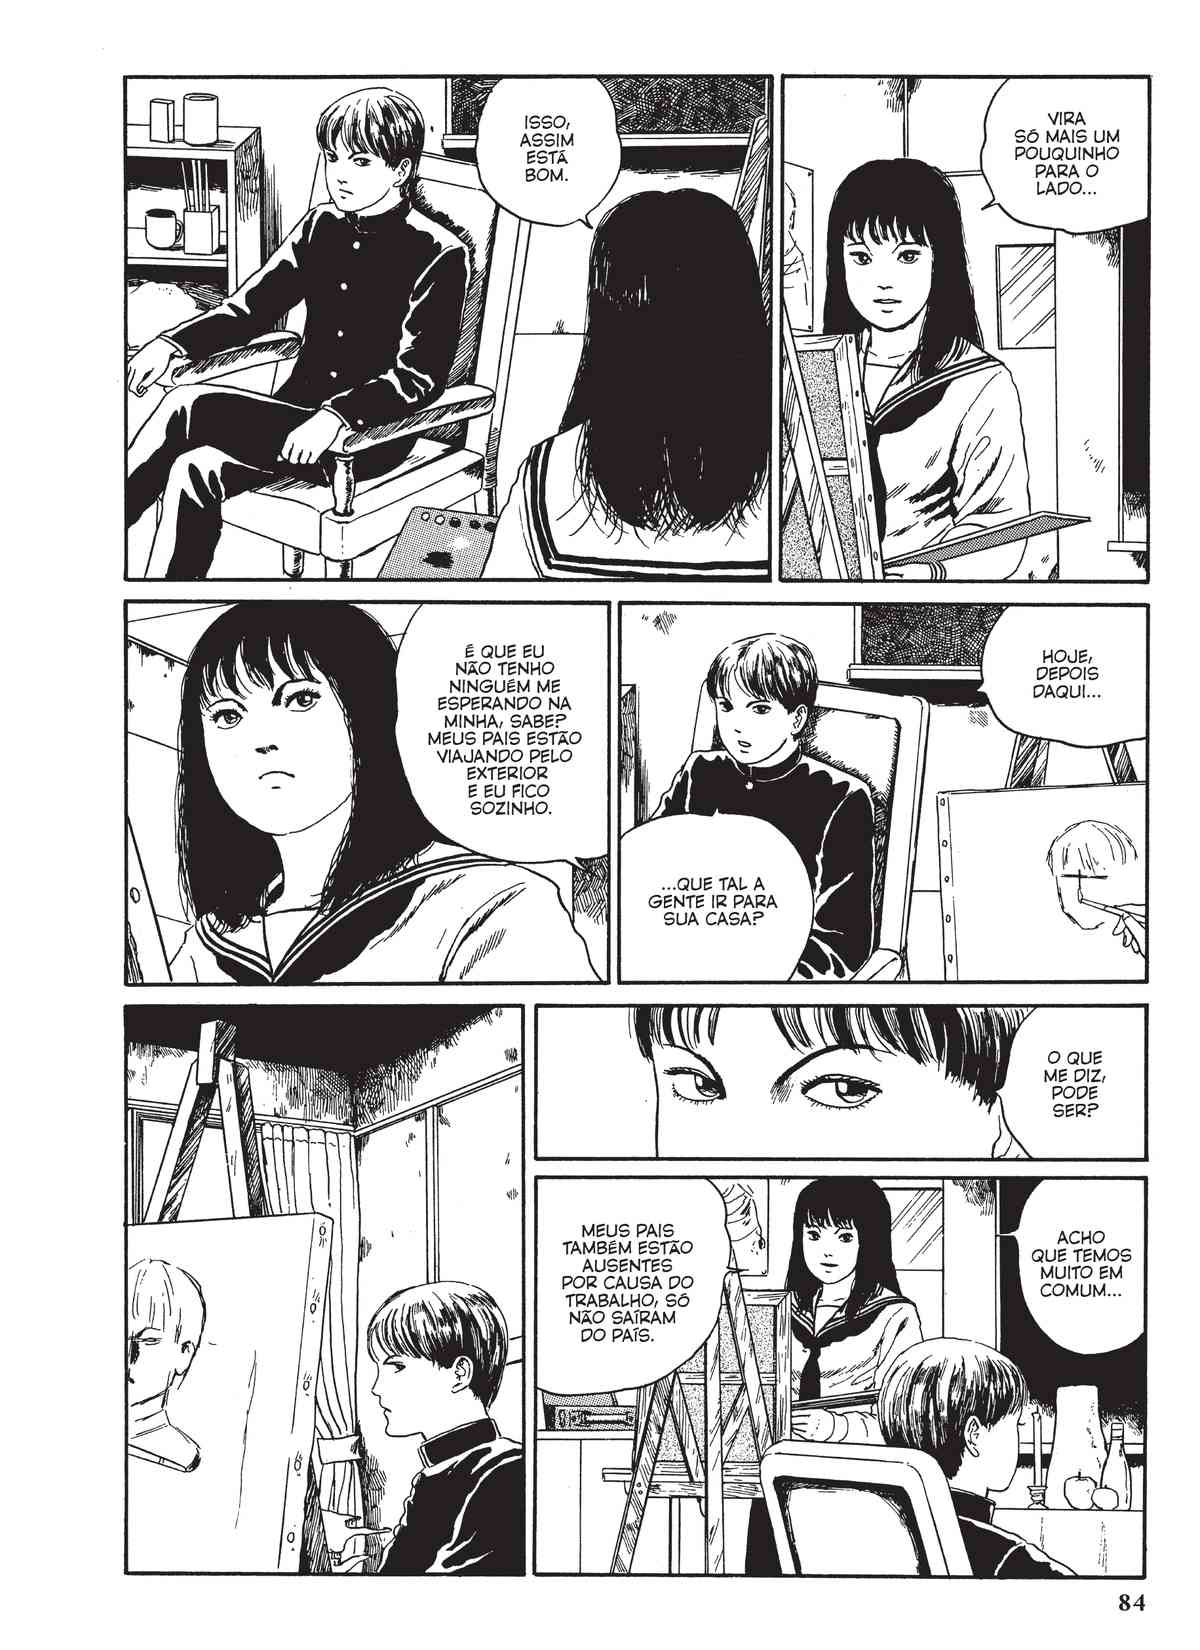 VIRA
SÓ MAIS UM
POUQUINHO
PARA O
LADO...
ISSO,
ASSIM
ESTÁ
BOM.
HOJE,
DEPOIS
DAQUI...
...QUE TAL A
GENTE IR PARA
SUA CASA?
É QUE EU
NÃO TENHO
NINGUÉM ME
ESPERANDO NA
MINHA, SABE?
MEUS PAIS ESTÃO
VIAJANDO PELO
EXTERIOR
E EU FICO
SOZINHO.
O QUE
ME DIZ,
PODE
SER?
ACHO
QUE TEMOS
MUITO EM
COMUM...
MEUS PAIS
TAMBÉM ESTÃO
AUSENTES
POR CAUSA DO
TRABALHO, SÓ
NÃO SAÍRAM
DO PAÍS.
84